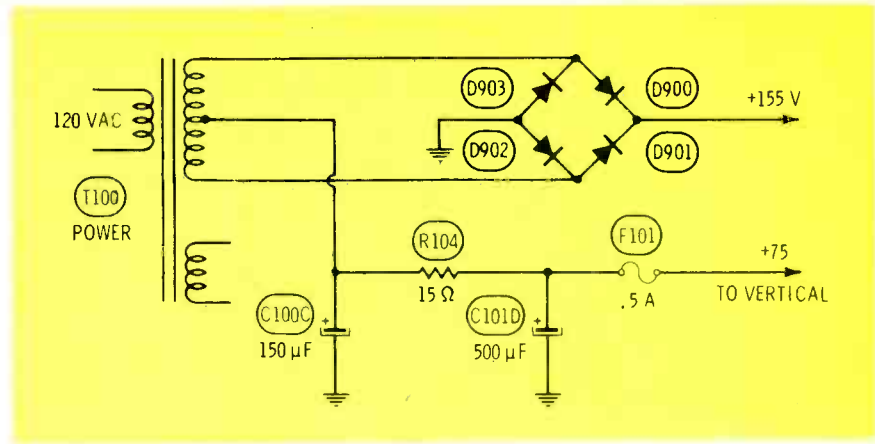 D903
D900
+155 V
120 VAC
D902
D901
T100
POWER
R104
F101
+75
15 Ω
.5 A
TO VERTICAL
C100C
+
150 µF
C101D
+
500 µF